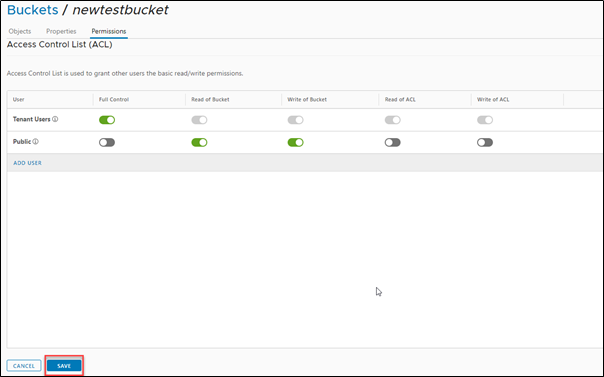 Buckets / newtestbucket
Objects Properties Permissions
Access Control List (ACL)
Access Control List is used to grant other users the basic read/write permissions.
User Full Control Read of Bucket Write of Bucket Read of ACL Write of ACL
Tenant Users
Public
ADD USER
CANCEL SAVE